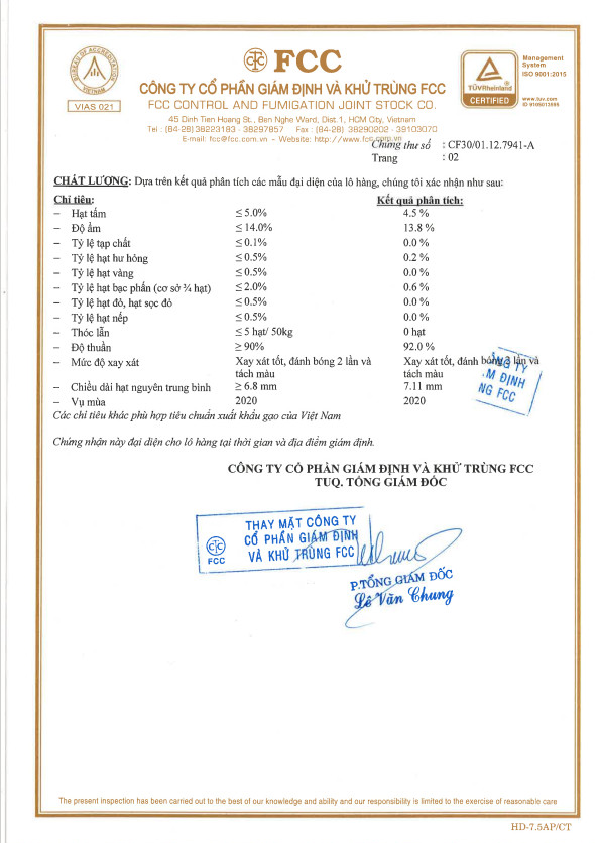 BUREAU OF ACCREDITATION
VIETNAM
VIAS 021
FCC
CÔNG TY CỔ PHẦN GIÁM ĐỊNH VÀ KHỬ TRÙNG FCC
FCC CONTROL AND FUMIGATION JOINT STOCK CO.
45 Dinh Tien Hoang St., Ben Nghe Ward, Dist.1, HCM City, Vietnam
Tel : (84-28)38223183 - 38297857 Fax : (84-28) 38290202 - 39103070
E-mail: fcc@fcc.com.vn - Website: http://www.fcc.com.vn
TÜVRheinland
CERTIFIED
Management
System
ISO 9001:2015
www.tuv.com
ID 9105013595
Chứng thư số : CF30/01.12.7941-A
Trang : 02
CHẤT LƯỢNG: Dựa trên kết quả phân tích các mẫu đại diện của lô hàng, chúng tôi xác nhận như sau:
Chỉ tiêu: Kết quả phân tích:
– Hạt tấm ≤ 5.0% 4.5 %
– Độ ẩm ≤ 14.0% 13.8 %
– Tỷ lệ tạp chất ≤ 0.1% 0.0 %
– Tỷ lệ hạt hư hỏng ≤ 0.5% 0.2 %
– Tỷ lệ hạt vàng ≤ 0.5% 0.0 %
– Tỷ lệ hạt bạc phấn (cơ sở ¾ hạt) ≤ 2.0% 0.6 %
– Tỷ lệ hạt đỏ, hạt sọc đỏ ≤ 0.5% 0.0 %
– Tỷ lệ hạt nếp ≤ 0.5% 0.0 %
– Thóc lẫn ≤ 5 hạt/ 50kg 0 hạt
– Độ thuần ≥ 90% 92.0 %
– Mức độ xay xát Xay xát tốt, đánh bóng 2 lần và Xay xát tốt, đánh bóng 2 lần và
tách màu tách màu
– Chiều dài hạt nguyên trung bình ≥ 6.8 mm 7.11 mm
– Vụ mùa 2020 2020
NG TY
M ĐỊNH
NG FCC
Các chỉ tiêu khác phù hợp tiêu chuẩn xuất khẩu gạo của Việt Nam
Chứng nhận này đại diện cho lô hàng tại thời gian và địa điểm giám định.
CÔNG TY CỔ PHẦN GIÁM ĐỊNH VÀ KHỬ TRÙNG FCC
TUQ. TỔNG GIÁM ĐỐC
THAY MẶT CÔNG TY
CỔ PHẦN GIÁM ĐỊNH
VÀ KHỬ TRÙNG FCC
FCC
P.TỔNG GIÁM ĐỐC
Lê Văn Chung
"The present inspection has been carried out to the best of our knowledge and ability and our responsibility is limited to the exercise of reasonable care
HD-7.5AP/CT